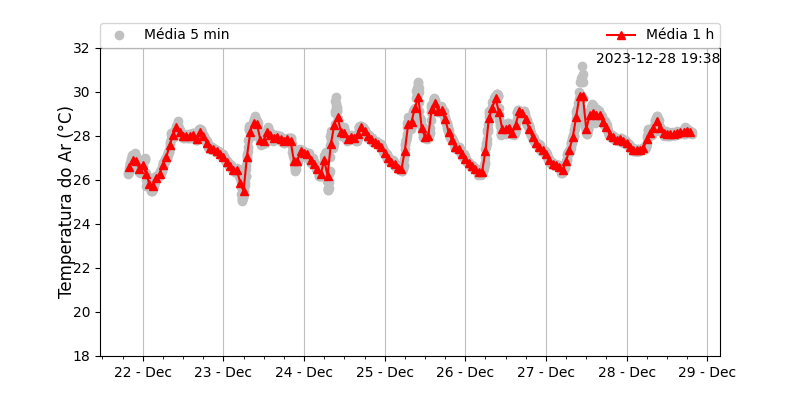 Média 5 min
Média 1 h
2023-12-28 19:38
Temperatura do Ar (°C)
32
30
28
26
24
22
20
18
22 - Dec
23 - Dec
24 - Dec
25 - Dec
26 - Dec
27 - Dec
28 - Dec
29 - Dec